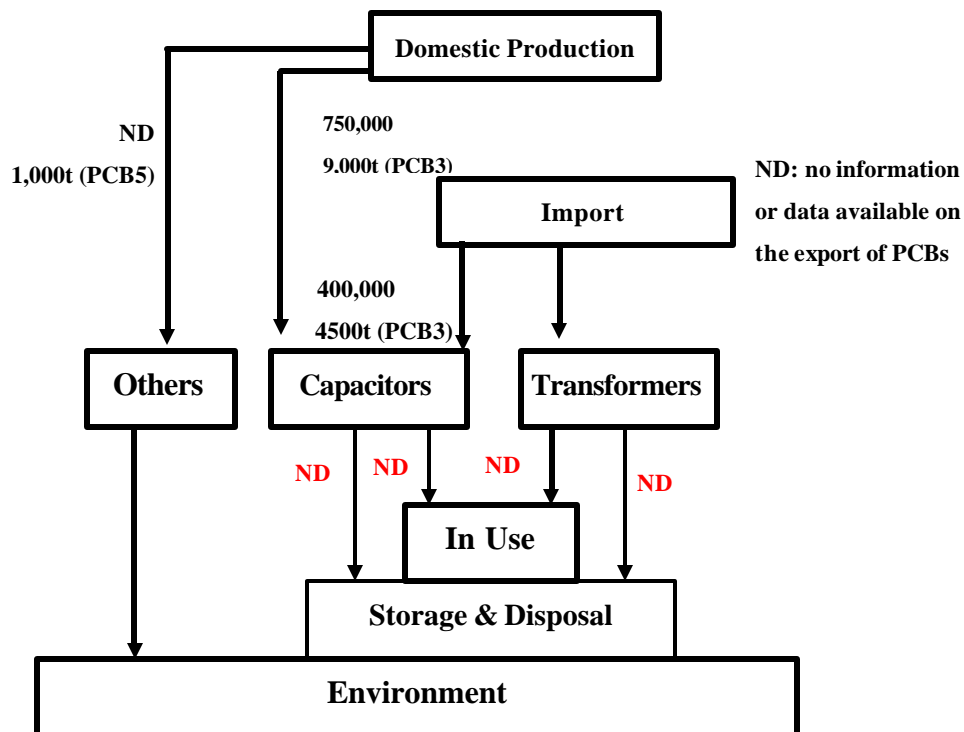 Domestic Production
ND
1,000t (PCB5)
750,000
9,000t (PCB3)
Import
ND: no information
or data available on
the export of PCBs
400,000
4500t (PCB3)
Others
Capacitors
Transformers
ND
ND
ND
ND
In Use
Storage & Disposal
Environment